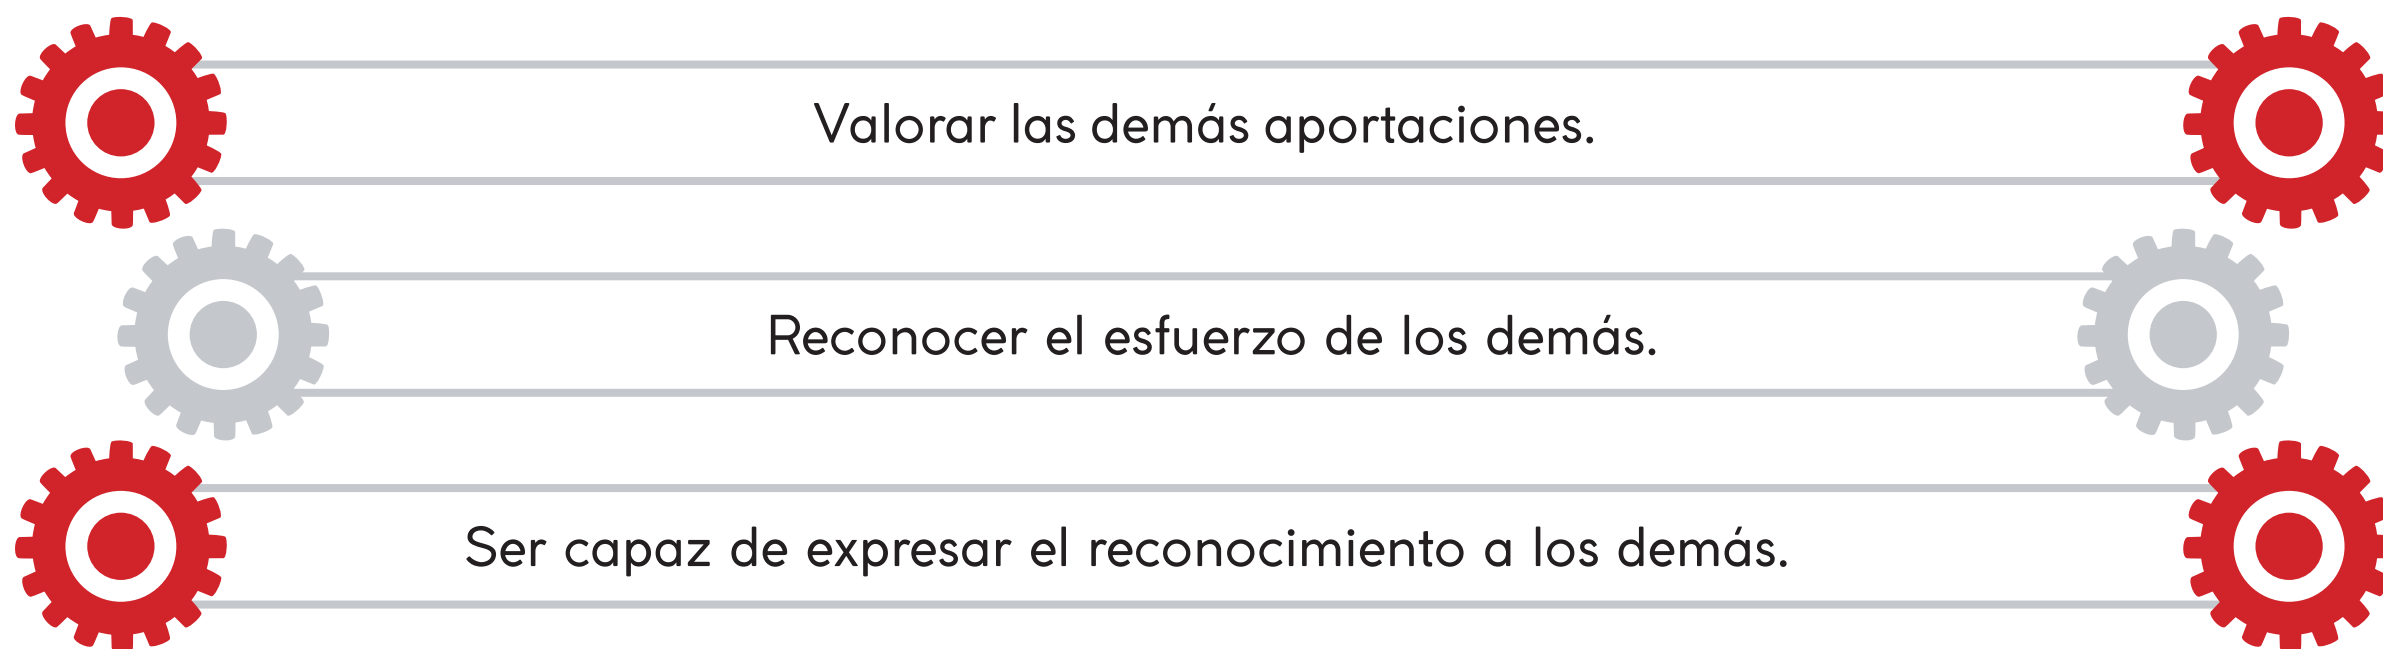 Valorar las demás aportaciones.
Reconocer el esfuerzo de los demás.
Ser capaz de expresar el reconocimiento a los demás.